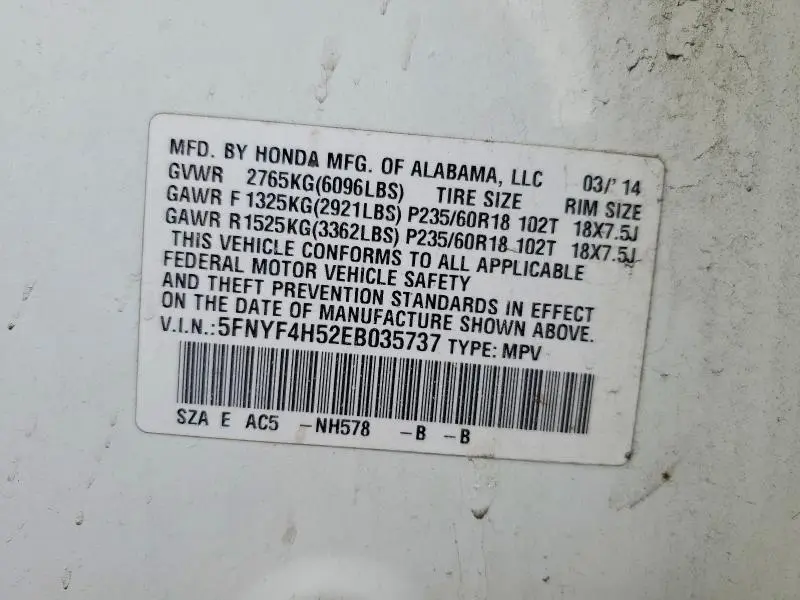 MFD. BY HONDA MFG. OF ALABAMA, LLC 03/'14
GVWR 2765KG(6096LBS) TIRE SIZE RIM SIZE
GAWR F 1325KG(2921LBS) P235/60R18 102T 18X7.5J
GAWR R 1525KG(3362LBS) P235/60R18 102T 18X7.5J
THIS VEHICLE CONFORMS TO ALL APPLICABLE
FEDERAL MOTOR VEHICLE SAFETY
AND THEFT PREVENTION STANDARDS IN EFFECT
ON THE DATE OF MANUFACTURE SHOWN ABOVE.
V.I.N.:5FNYF4H52EB035737 TYPE: MPV
SZA E AC5 -NH578 -B -B